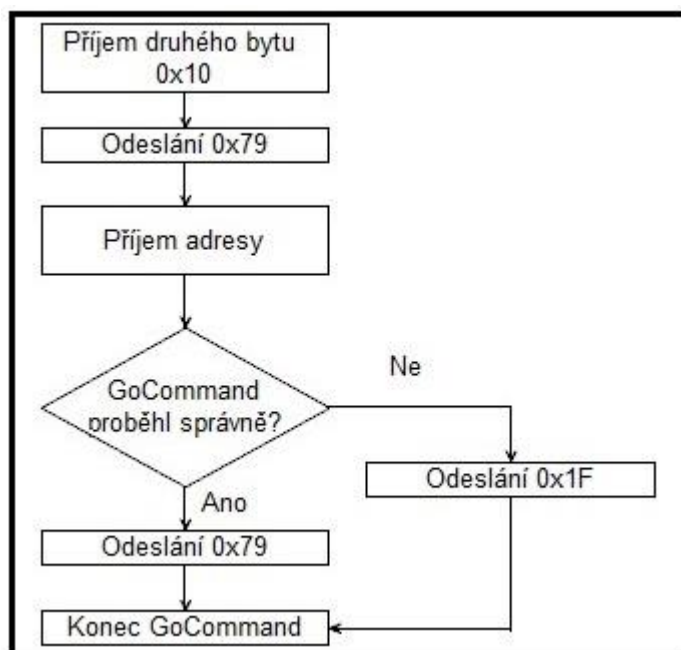 Příjem druhého bytu
0x10
Odeslání 0x79
Příjem adresy
GoCommand
proběhl správně?
Ne
Odeslání 0x1F
Ano
Odeslání 0x79
Konec GoCommand